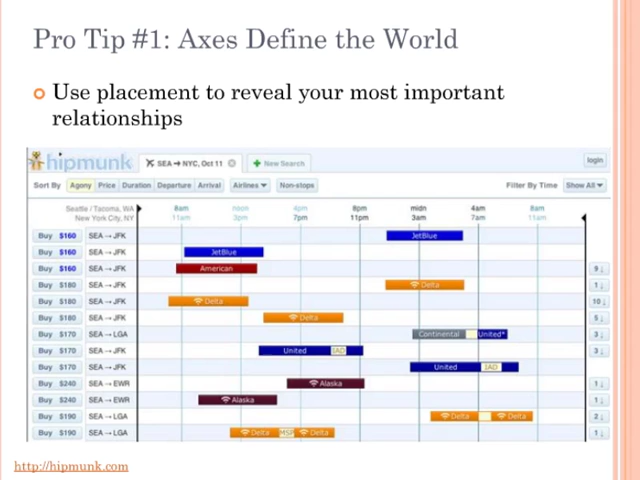 Pro Tip #1: Axes Define the World
Use placement to reveal your most important
relationships
hipmunk SEA→NYC, Oct 11 New Search login
Sort By Agony Price Duration Departure Arrival Airlines Non-stops Filter By Time Show All
Seattle / Tacoma, WA 8am noon 4pm 8pm midn 4am 8am
New York City, NY 11am 3pm 7pm 11pm 3am 7am 11am
Buy $160 SEA→JFK JetBlue
Buy $160 SEA→JFK JetBlue
Buy $160 SEA→JFK American 9↓
Buy $180 SEA→JFK Delta 1↓
Buy $180 SEA→JFK Delta 10↓
Buy $180 SEA→JFK Delta 5↓
Buy $170 SEA→LGA Continental United* 3↓
Buy $170 SEA→JFK United IAD 3↓
Buy $170 SEA→JFK United IAD
Buy $240 SEA→EWR Alaska 1↓
Buy $240 SEA→EWR Alaska 1↓
Buy $190 SEA→LGA Delta Delta 2↓
Buy $190 SEA→LGA Delta MSP Delta 1↓
http://hipmunk.com